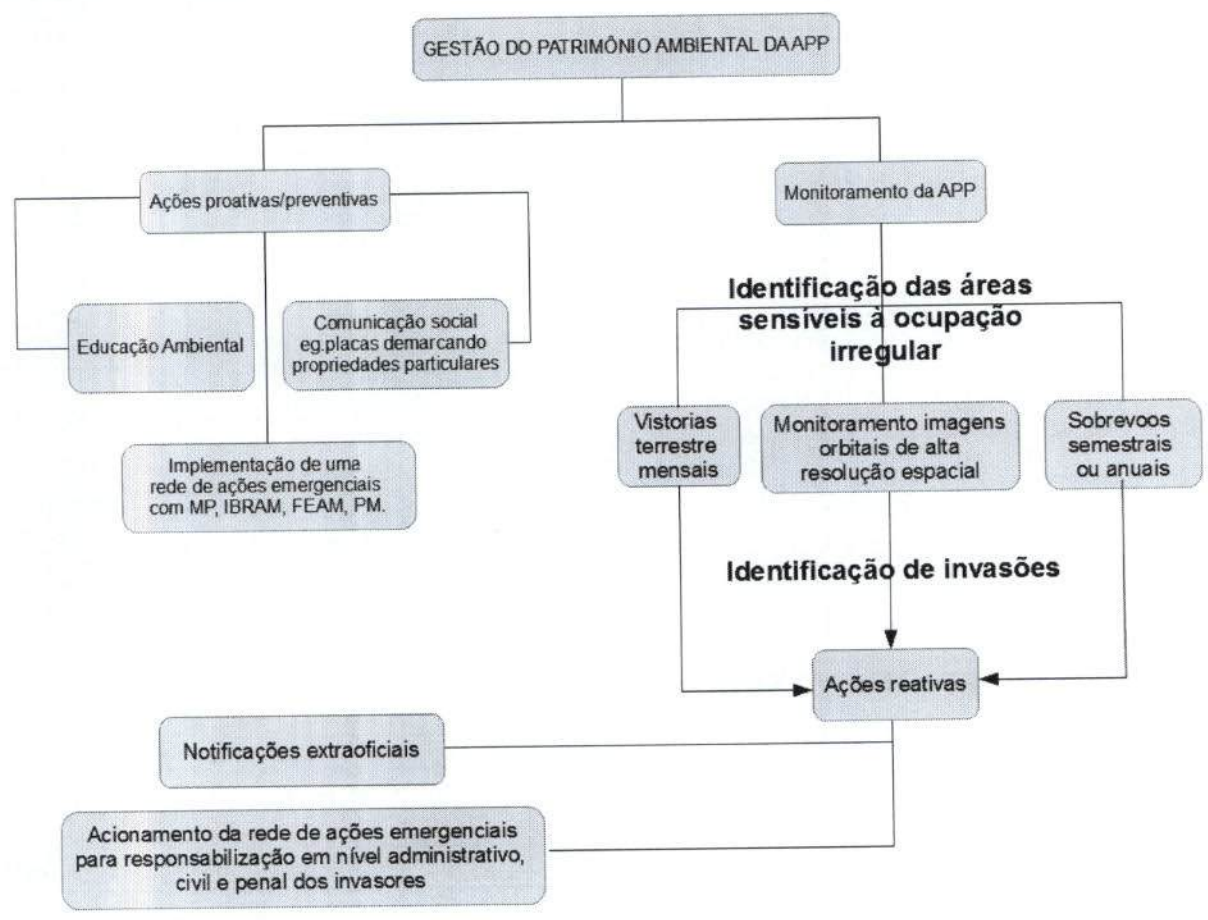 GESTÃO DO PATRIMÔNIO AMBIENTAL DA APP
Ações proativas/preventivas
Educação Ambiental
Comunicação social
eg.placas demarcando
propriedades particulares
Implementação de uma
rede de ações emergenciais
com MP, IBRAM, FEAM, PM.
Monitoramento da APP
Identificação das áreas
sensíveis à ocupação
irregular
Vistorias
terrestre
mensais
Monitoramento imagens
orbitais de alta
resolução espacial
Sobrevoos
semestrais
ou anuais
Identificação de invasões
Ações reativas
Notificações extraoficiais
Acionamento da rede de ações emergenciais
para responsabilização em nível administrativo,
civil e penal dos invasores